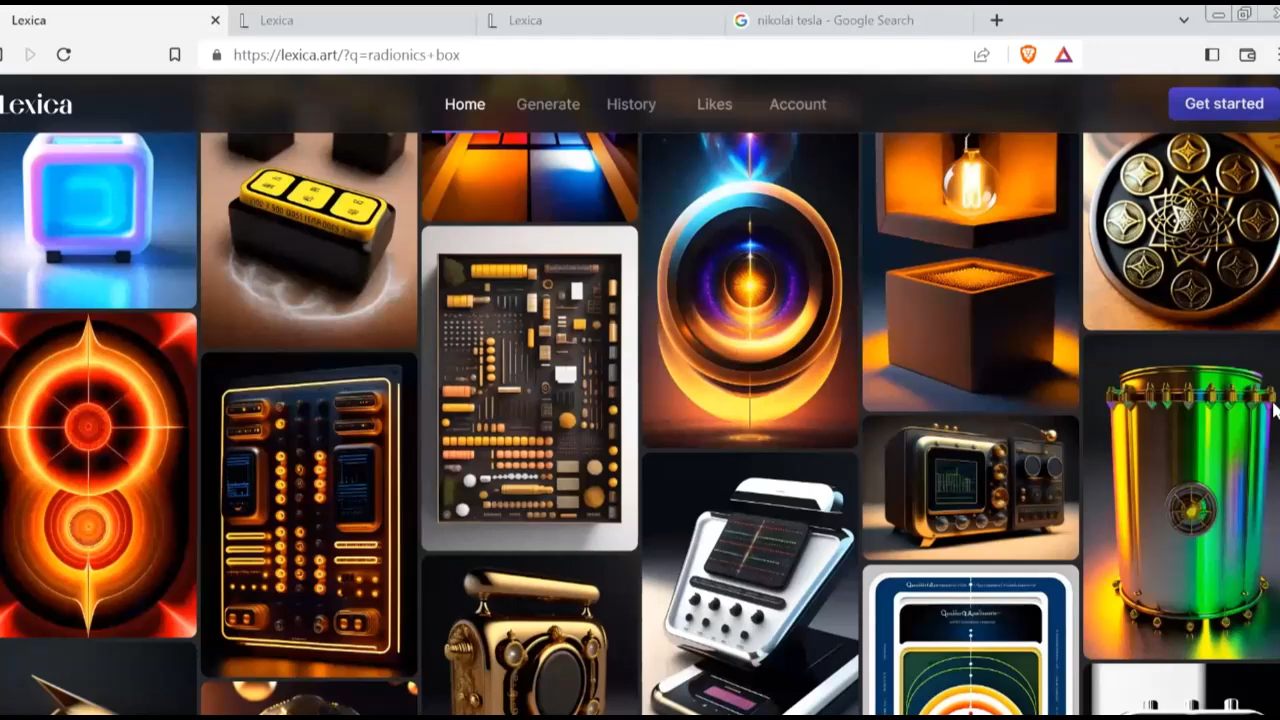 Lexica
Lexica
Lexica
nikolai tesla - Google Search
https://lexica.art/?q=radionics+box
Lexica
Home
Generate
History
Likes
Account
Get started